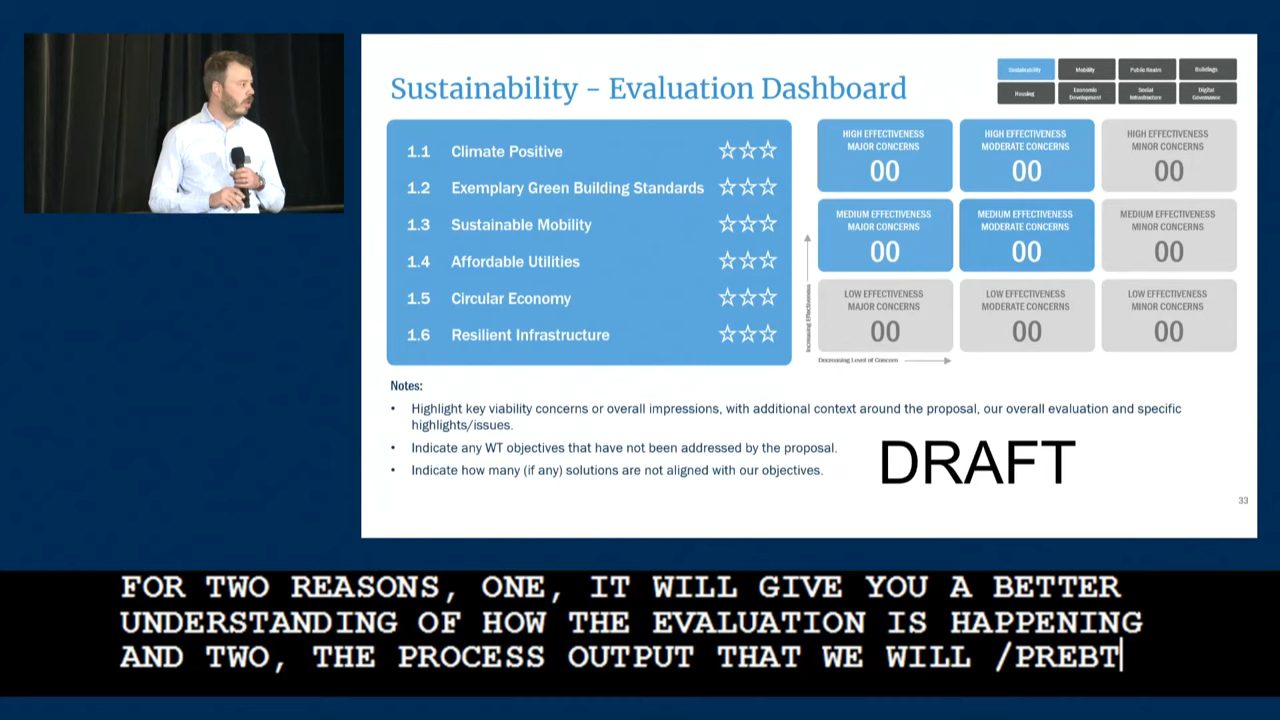 Sustainability – Evaluation Dashboard
Sustainability
Mobility
Public Realm
Buildings
Housing
Economic
Development
Social
Infrastructure
Digital
Governance
1.1 Climate Positive ☆☆☆
1.2 Exemplary Green Building Standards ☆☆☆
1.3 Sustainable Mobility ☆☆☆
1.4 Affordable Utilities ☆☆☆
1.5 Circular Economy ☆☆☆
1.6 Resilient Infrastructure ☆☆☆
HIGH EFFECTIVENESS
MAJOR CONCERNS
00
HIGH EFFECTIVENESS
MODERATE CONCERNS
00
HIGH EFFECTIVENESS
MINOR CONCERNS
00
MEDIUM EFFECTIVENESS
MAJOR CONCERNS
00
MEDIUM EFFECTIVENESS
MODERATE CONCERNS
00
MEDIUM EFFECTIVENESS
MINOR CONCERNS
00
LOW EFFECTIVENESS
MAJOR CONCERNS
00
LOW EFFECTIVENESS
MODERATE CONCERNS
00
LOW EFFECTIVENESS
MINOR CONCERNS
00
Increasing Effectiveness
Decreasing Level of Concern
Notes:
• Highlight key viability concerns or overall impressions, with additional context around the proposal, our overall evaluation and specific
highlights/issues.
• Indicate any WT objectives that have not been addressed by the proposal.
• Indicate how many (if any) solutions are not aligned with our objectives.
DRAFT
33
FOR TWO REASONS, ONE, IT WILL GIVE YOU A BETTER
UNDERSTANDING OF HOW THE EVALUATION IS HAPPENING
AND TWO, THE PROCESS OUTPUT THAT WE WILL /PREBT